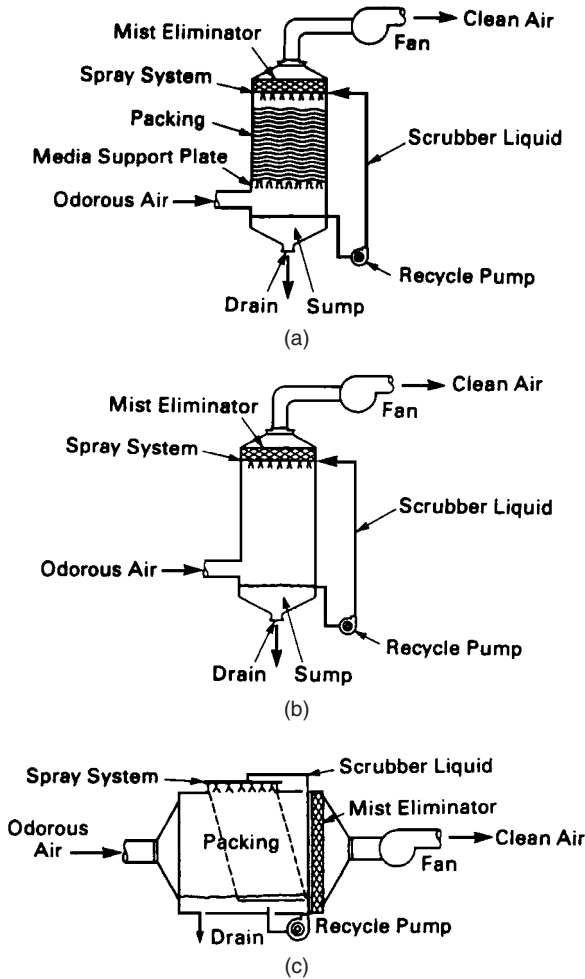 Clean Air
Fan
Mist Eliminator
Spray System
Packing
Scrubber Liquid
Media Support Plate
Odorous Air
Recycle Pump
Drain
Sump
(a)
Clean Air
Fan
Mist Eliminator
Spray System
Scrubber Liquid
Odorous Air
Recycle Pump
Drain
Sump
(b)
Scrubber Liquid
Spray System
Mist Eliminator
Odorous
Air
Packing
Clean Air
Fan
Recycle Pump
Drain
(c)